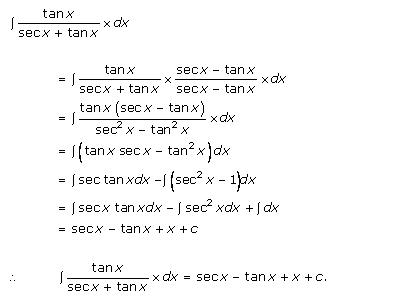 ∫ tan x / (sec x + tan x) × dx
= ∫ tan x / (sec x + tan x) × (sec x − tan x) / (sec x − tan x) × dx
= ∫ tan x (sec x − tan x) / (sec² x − tan² x) × dx
= ∫ (tan x sec x − tan² x) dx
= ∫ sec tan x dx − ∫ (sec² x − 1) dx
= ∫ sec x tan x dx − ∫ sec² x dx + ∫ dx
= sec x − tan x + x + c
∴ ∫ tan x / (sec x + tan x) × dx = sec x − tan x + x + c.